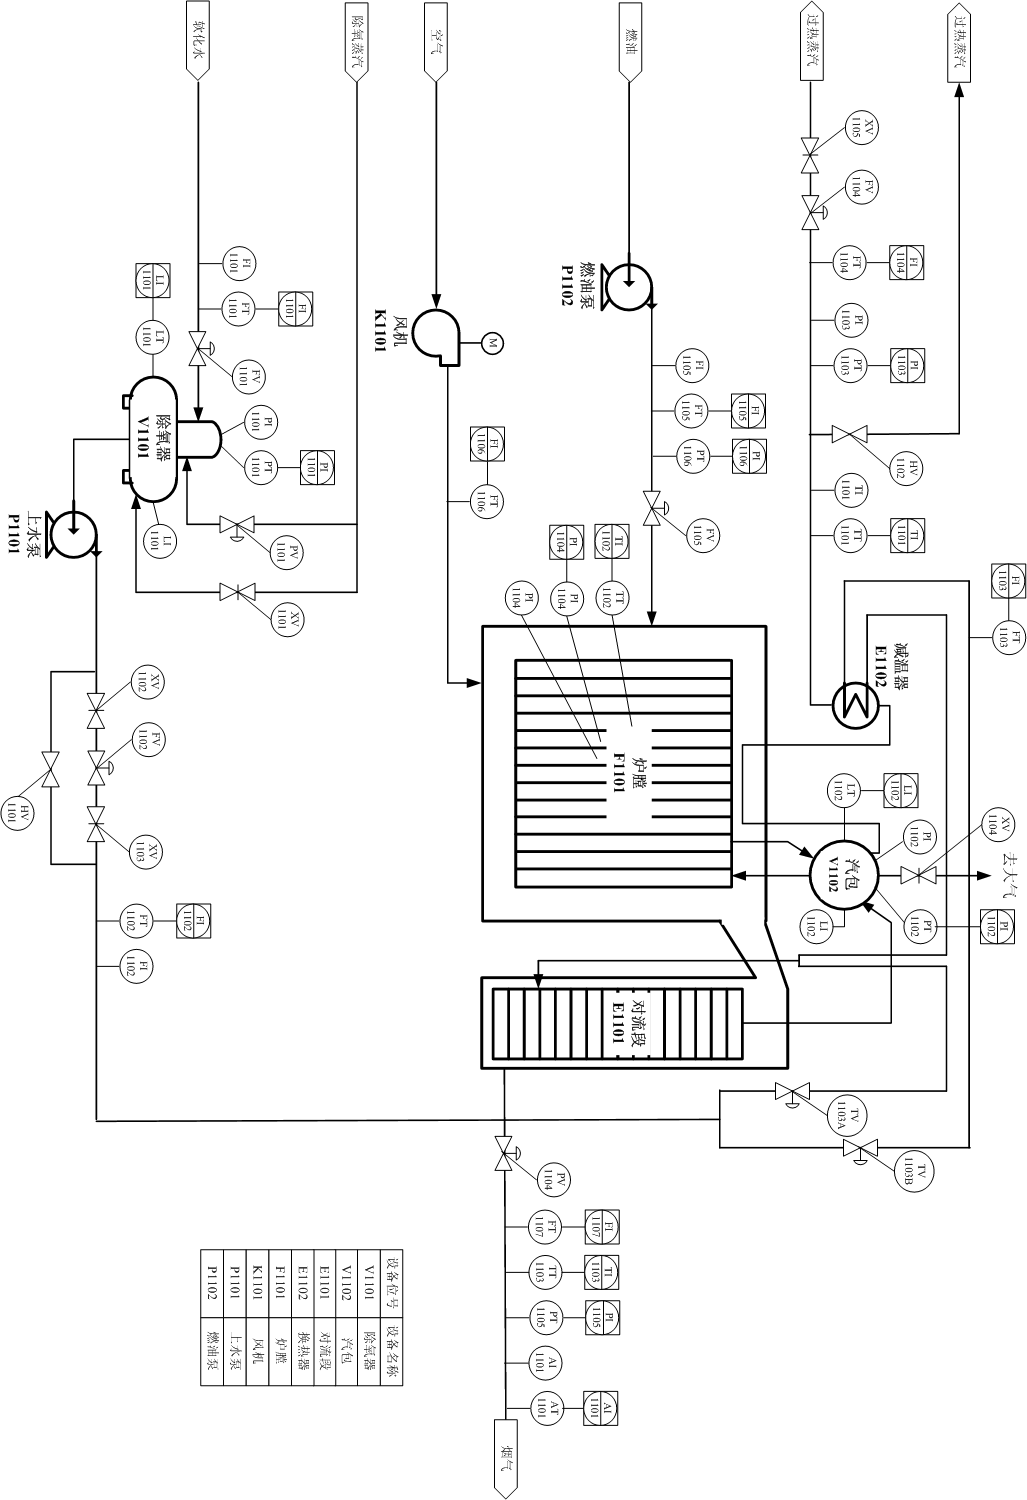 软化水
除氧蒸汽
空气
燃油
过热蒸汽
过热蒸汽
XV
1105
FV
1104
FT
1104
FI
1104
PI
1103
PT
1103
PI
1103
HV
1102
TI
1101
TT
1101
TI
1101
FI
1103
FT
1103
减温器
E1102
燃油泵
P1102
FI
1105
FT
1105
FI
1105
PT
1106
PI
1106
FV
1105
风机
K1101
M
FI
1106
FT
1106
FI
1101
FT
1101
FI
1101
FV
1101
LI
1101
LT
1101
除氧器
V1101
PI
1101
PT
1101
PI
1101
LI
1101
PV
1101
XV
1101
上水泵
P1101
XV
1102
FV
1102
XV
1103
HV
1101
FT
1102
FI
1102
FI
1102
PI
1104
PI
1104
PI
1104
TI
1102
TT
1102
炉膛
F1101
LT
1102
LI
1102
PI
1102
XV
1104
去大气
汽包
V1102
LI
1102
PT
1102
PI
1102
对流段
E1101
TV
1103A
TV
1103B
PV
1104
FT
1107
FI
1107
TT
1103
TI
1103
PT
1105
PI
1105
AI
1101
AT
1101
AI
1101
烟气
设备位号 设备名称
V1101 除氧器
V1102 汽包
E1101 对流段
E1102 换热器
F1101 炉膛
K1101 风机
P1101 上水泵
P1102 燃油泵